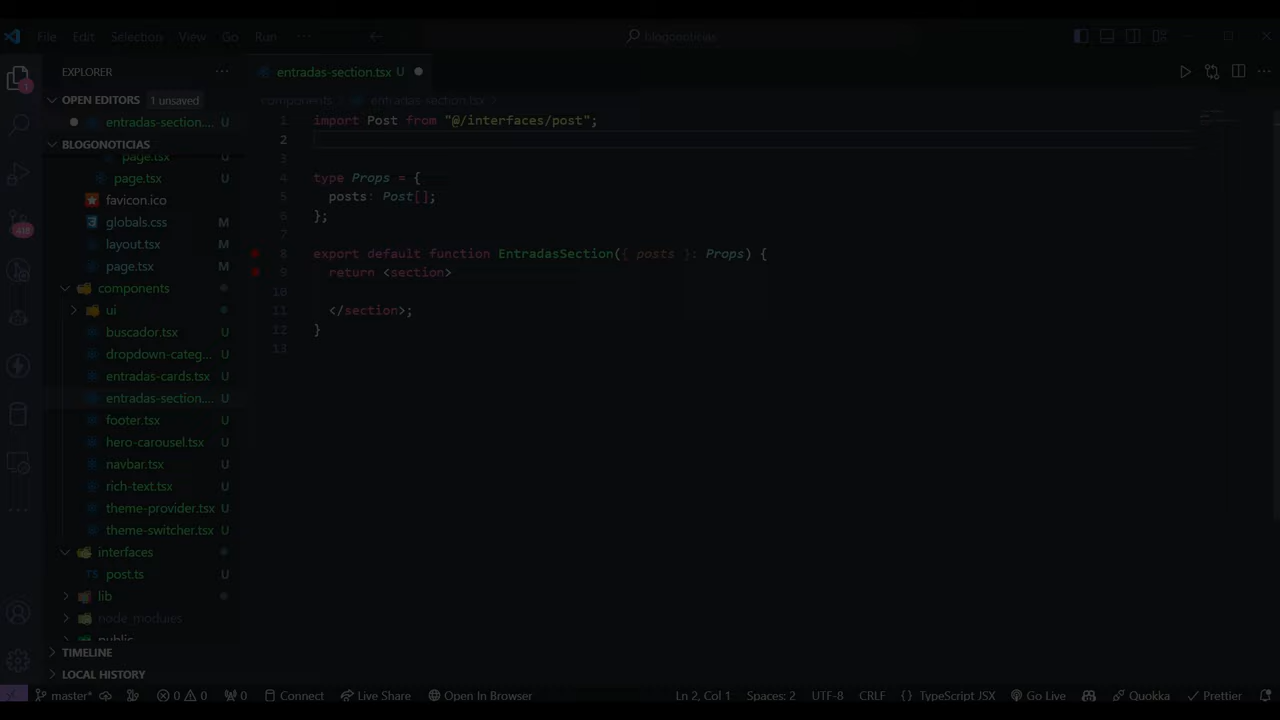 File Edit Selection View Go Run ··· blogonoticias
EXPLORER ···
entradas-section.tsx U
OPEN EDITORS 1 unsaved
components entradas-section.tsx
entradas-section.... U
BLOGONOTICIAS
page.tsx U
page.tsx U
favicon.ico
globals.css M
layout.tsx M
page.tsx M
components
ui
buscador.tsx U
dropdown-categ... U
entradas-cards.tsx U
entradas-section.... U
footer.tsx U
hero-carousel.tsx U
navbar.tsx U
rich-text.tsx U
theme-provider.tsx U
theme-switcher.tsx U
interfaces
TS post.ts U
lib
node_modules
public
TIMELINE
LOCAL HISTORY
1 import Post from "@/interfaces/post";
2
3
4 type Props = {
5 posts: Post[];
6 };
7
8 export default function EntradasSection({ posts }: Props) {
9 return <section>
10
11 </section>;
12 }
13
1
418
master* 0 0 0 Connect Live Share Open In Browser Ln 2, Col 1 Spaces: 2 UTF-8 CRLF {} TypeScript JSX Go Live Quokka Prettier